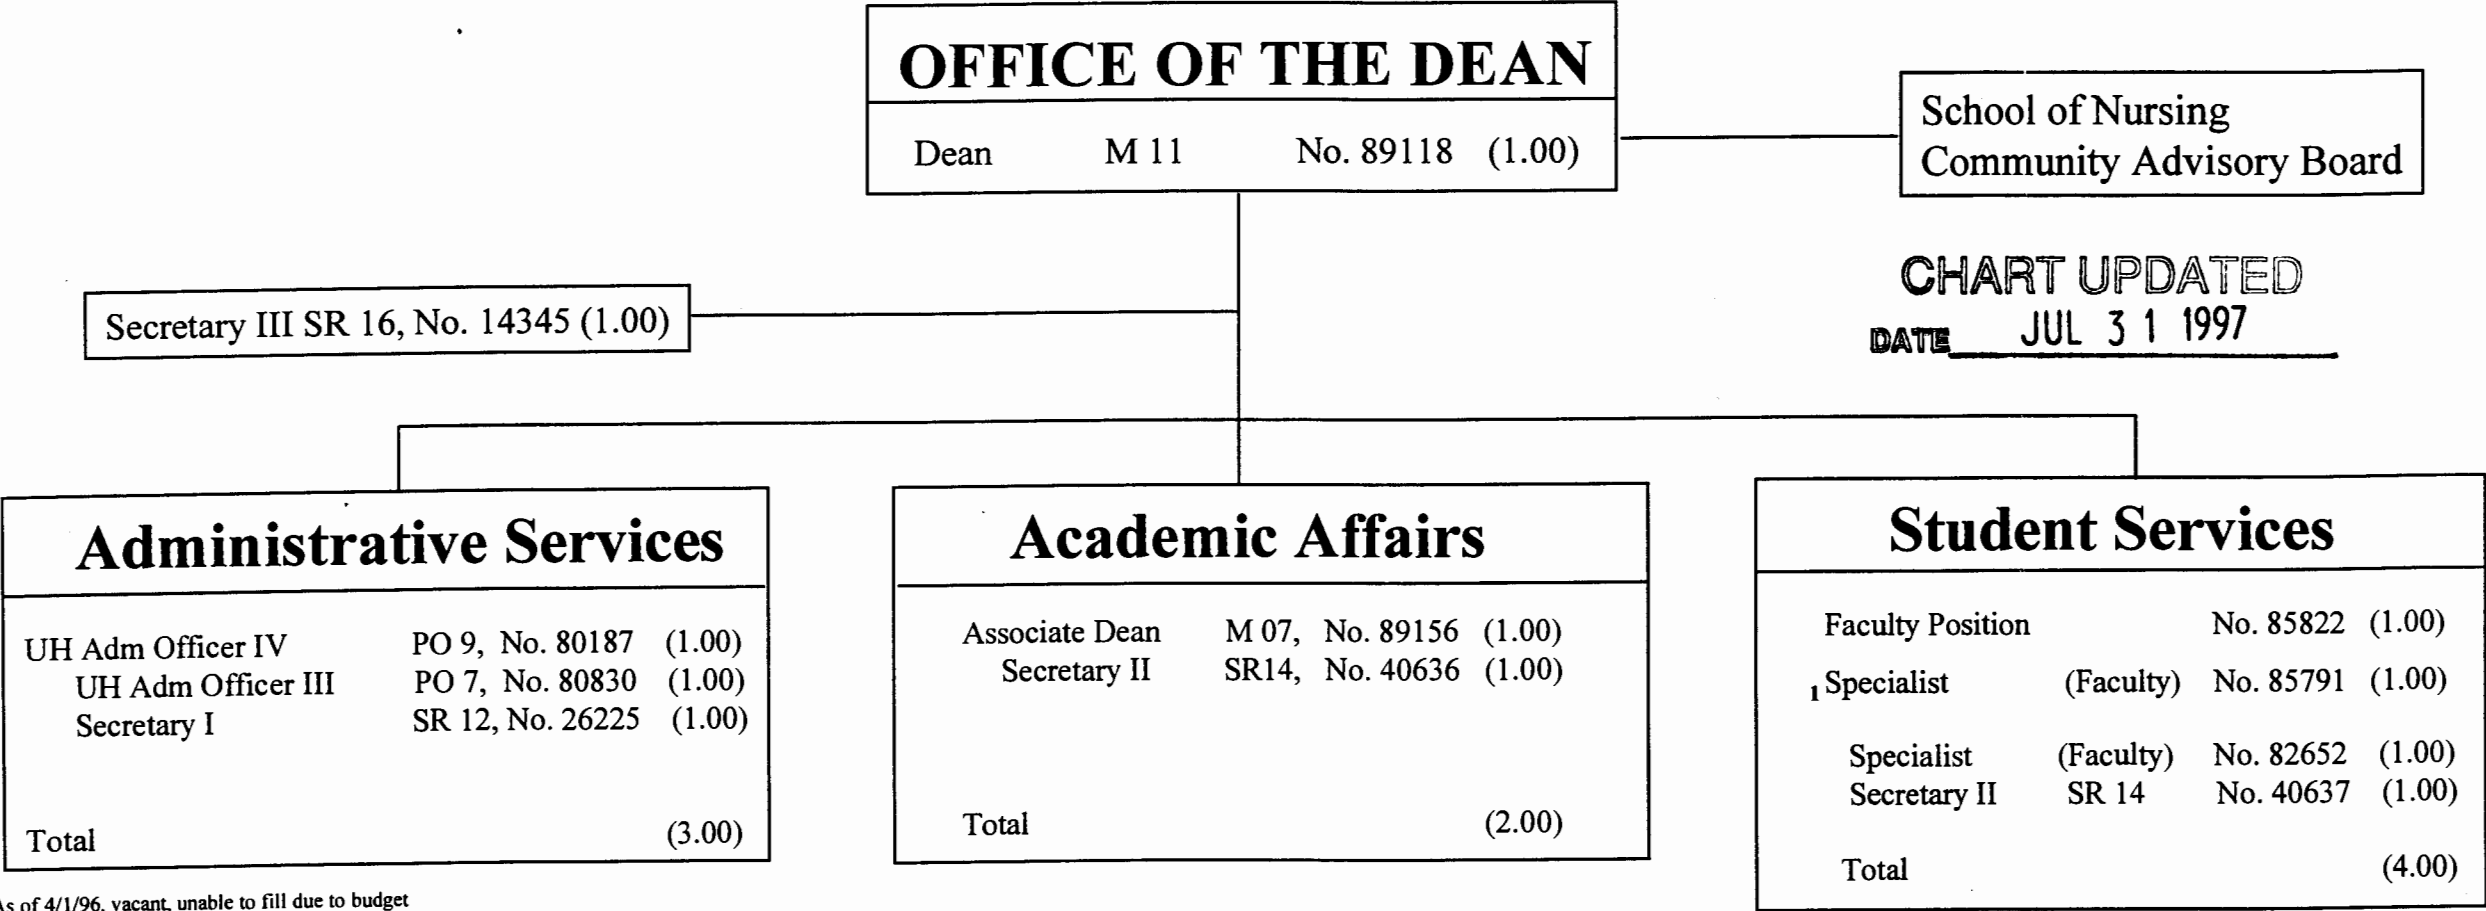 OFFICE OF THE DEAN
Dean M 11 No. 89118 (1.00)
School of Nursing
Community Advisory Board
CHART UPDATED
DATE JUL 31 1997
Secretary III SR 16, No. 14345 (1.00)
Administrative Services
UH Adm Officer IV PO 9, No. 80187 (1.00)
UH Adm Officer III PO 7, No. 80830 (1.00)
Secretary I SR 12, No. 26225 (1.00)
Total (3.00)
Academic Affairs
Associate Dean M 07, No. 89156 (1.00)
Secretary II SR14, No. 40636 (1.00)
Total (2.00)
Student Services
Faculty Position No. 85822 (1.00)
1 Specialist (Faculty) No. 85791 (1.00)
Specialist (Faculty) No. 82652 (1.00)
Secretary II SR 14 No. 40637 (1.00)
Total (4.00)
As of 4/1/96, vacant, unable to fill due to budget